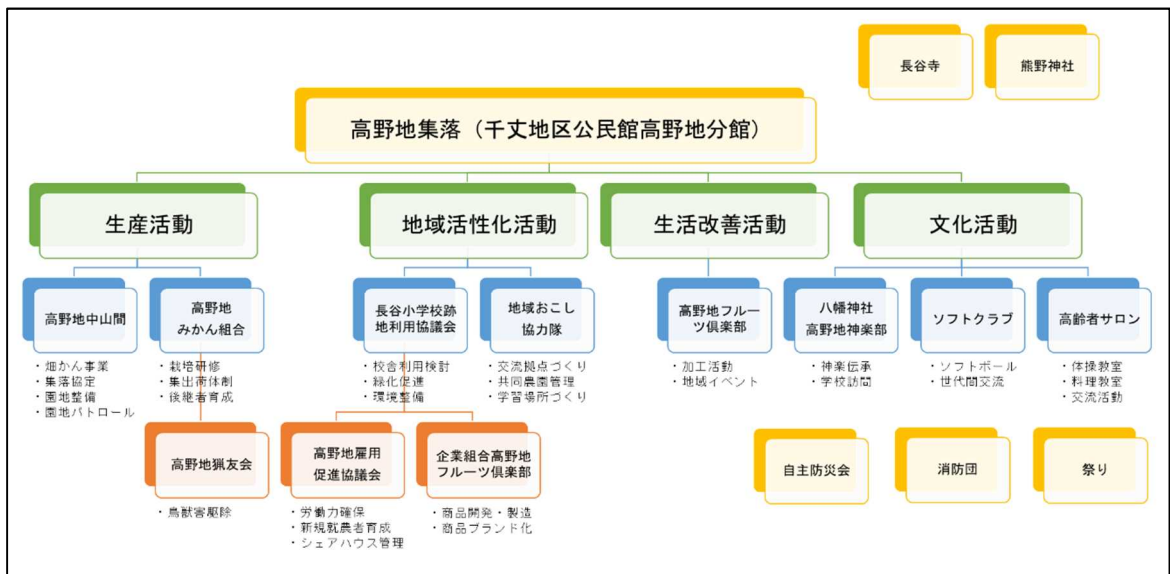 長谷寺
熊野神社
高野地集落（千丈地区公民館高野地分館）
生産活動
地域活性化活動
生活改善活動
文化活動
高野地中山間
・畑かん事業
・集落協定
・園地整備
・園地パトロール
高野地
みかん組合
・栽培研修
・集出荷体制
・後継者育成
長谷小学校跡
地利用協議会
・校舎利用検討
・緑化促進
・環境整備
地域おこし
協力隊
・交流拠点づくり
・共同農園管理
・学習場所づくり
高野地フルー
ツ倶楽部
・加工活動
・地域イベント
八幡神社
高野地神楽部
・神楽伝承
・学校訪問
ソフトクラブ
・ソフトボール
・世代間交流
高齢者サロン
・体操教室
・料理教室
・交流活動
高野地猟友会
・鳥獣害駆除
高野地雇用
促進協議会
・労働力確保
・新規就農者育成
・シェアハウス管理
企業組合高野地
フルーツ倶楽部
・商品開発・製造
・商品ブランド化
自主防災会
消防団
祭り